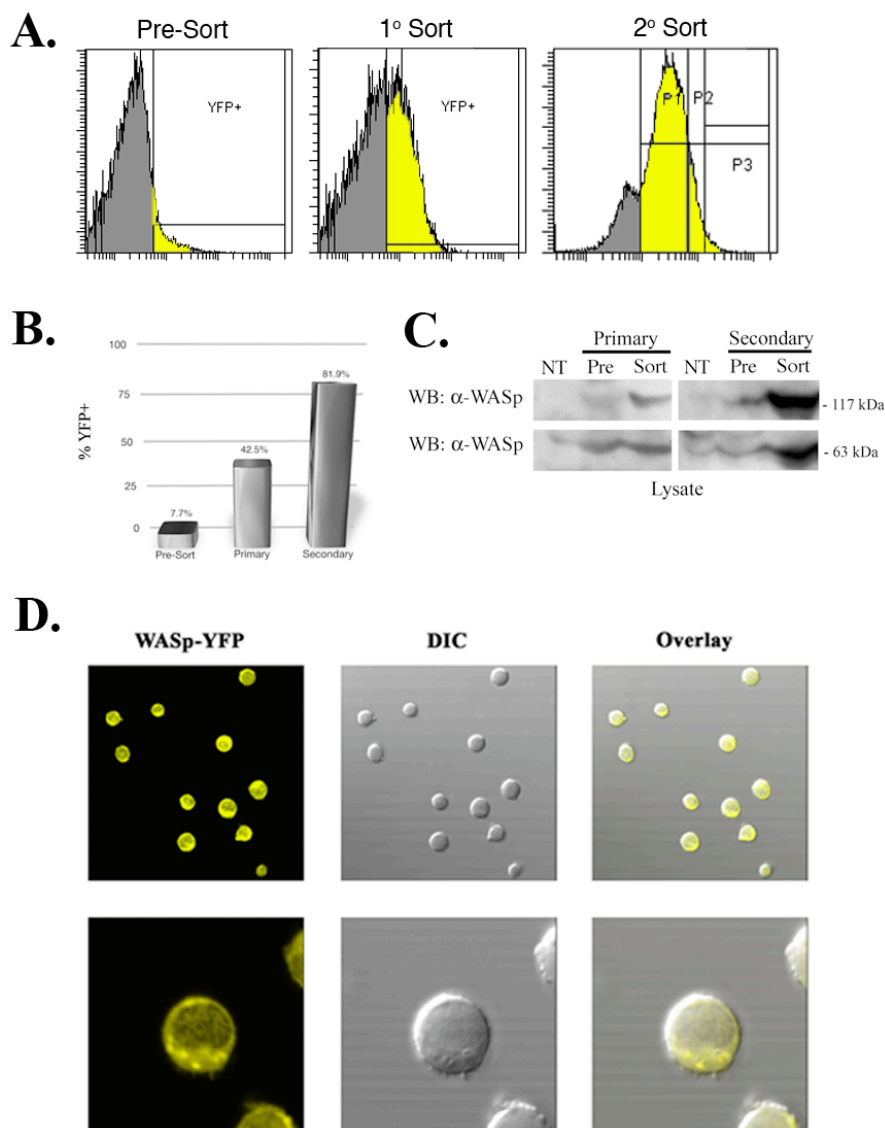 A.
Pre-Sort
1º Sort
2º Sort
YFP+
YFP+
P1
P2
P3
B.
100
75
50
25
0
% YFP+
7.7%
42.5%
81.9%
Pre-Sort
Primary
Secondary
C.
Primary
Secondary
NT Pre Sort
NT Pre Sort
WB: α-WASp
- 117 kDa
WB: α-WASp
- 63 kDa
Lysate
D.
WASp-YFP
DIC
Overlay